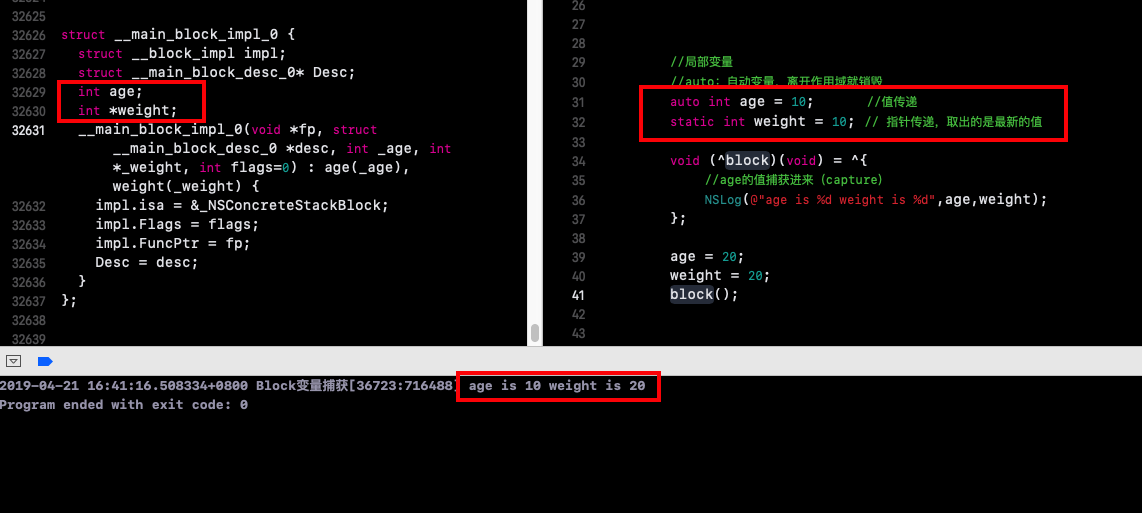 32625
32626 struct __main_block_impl_0 {
32627 struct __block_impl impl;
32628 struct __main_block_desc_0* Desc;
32629 int age;
32630 int *weight;
32631 __main_block_impl_0(void *fp, struct
__main_block_desc_0 *desc, int _age, int
*_weight, int flags=0) : age(_age),
weight(_weight) {
32632 impl.isa = &_NSConcreteStackBlock;
32633 impl.Flags = flags;
32634 impl.FuncPtr = fp;
32635 Desc = desc;
32636 }
32637 };
32638
32639
26
27
28
29 //局部变量
30 //auto：自动变量，离开作用域就销毁
31 auto int age = 10; //值传递
32 static int weight = 10; // 指针传递，取出的是最新的值
33
34 void (^block)(void) = ^{
35 //age的值捕获进来（capture）
36 NSLog(@"age is %d weight is %d",age,weight);
37 };
38
39 age = 20;
40 weight = 20;
41 block();
42
43
2019-04-21 16:41:16.508334+0800 Block变量捕获[36723:716488] age is 10 weight is 20
Program ended with exit code: 0